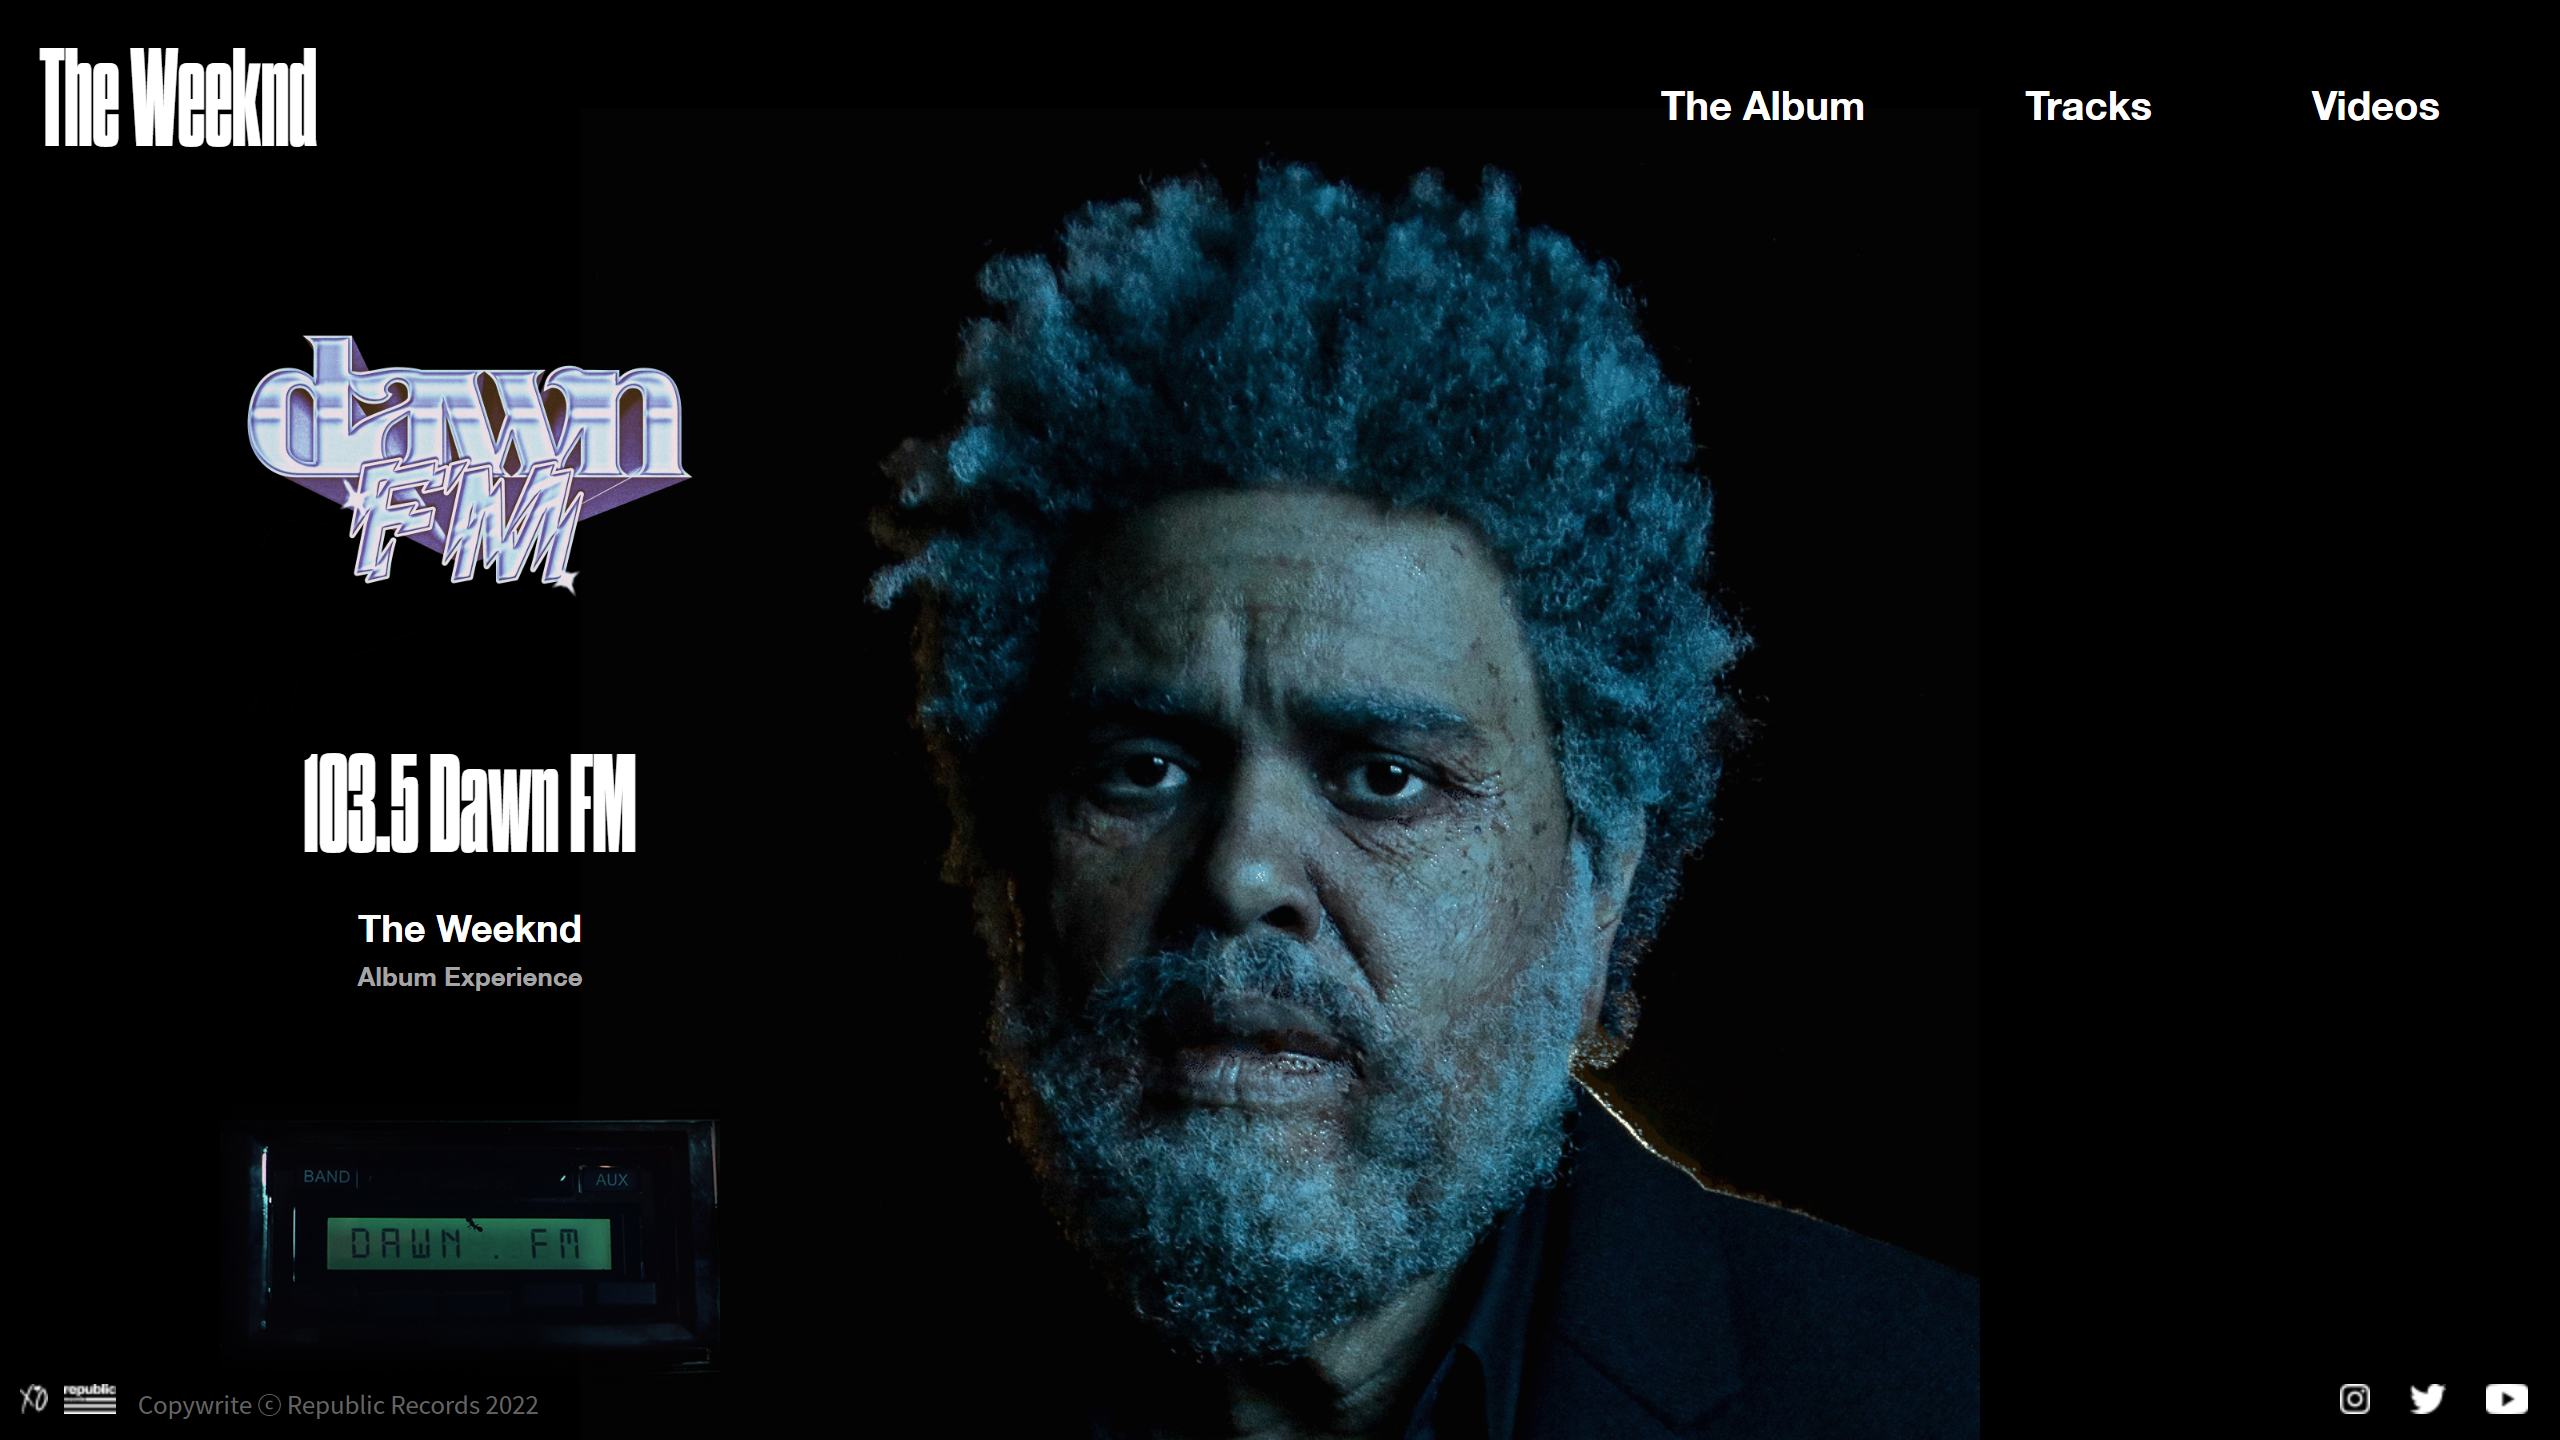 The Weeknd
The Album
Tracks
Videos
dawn
FM
103.5 Dawn FM
The Weeknd
Album Experience
BAND
AUX
DAWN . FM
XO
republic
Copywrite ⓒ Republic Records 2022